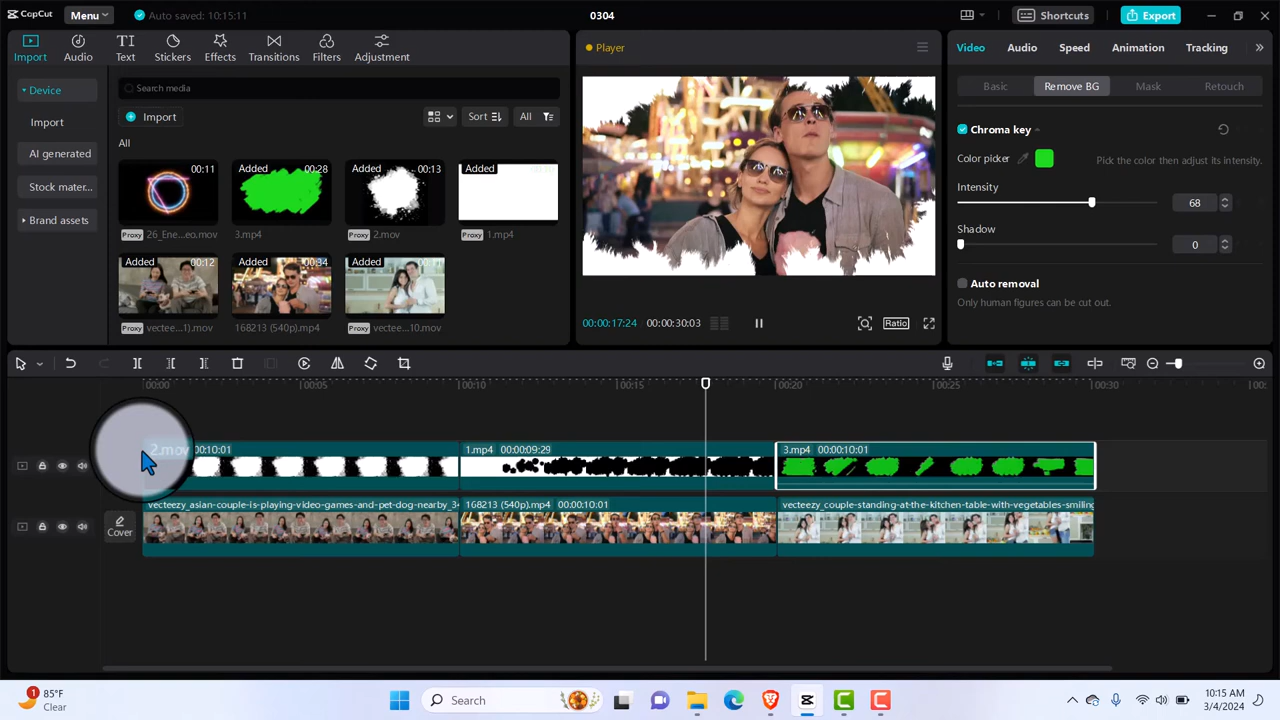 CapCut
Menu
Auto saved: 10:15:11
0304
Shortcuts
Export
Import
Audio
Text
Stickers
Effects
Transitions
Filters
Adjustment
Device
Import
AI generated
Stock mater...
Brand assets
Search media
Import
Sort
All
All
00:11
Added 00:28
Added 00:13
Added
Proxy 26_Ene...eo.mov
3.mp4
Proxy 2.mov
Proxy 1.mp4
Added 00:12
Added 00:34
Added
Proxy vectee...1).mov
168213 (540p).mp4
Proxy vectee...10.mov
Player
00:00:17:24
00:00:30:03
Ratio
Video
Audio
Speed
Animation
Tracking
Basic
Remove BG
Mask
Retouch
Chroma key
Color picker
Pick the color then adjust its intensity.
Intensity
68
Shadow
0
Auto removal
Only human figures can be cut out.
00:00
00:05
00:10
00:15
00:20
00:25
00:30
00:
2.mov 00:10:01
1.mp4 00:00:09:29
3.mp4 00:00:10:01
Cover
vecteezy_asian-couple-is-playing-video-games-and-pet-dog-nearby_34
168213 (540p).mp4 00:00:10:01
vecteezy_couple-standing-at-the-kitchen-table-with-vegetables-smiling
1
85°F
Clear
Search
10:15 AM
3/4/2024